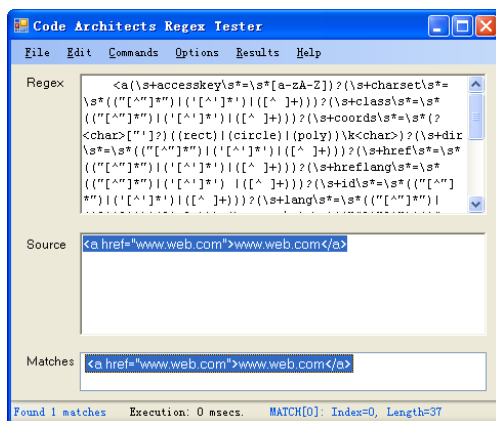 Code Architects Regex Tester
File Edit Commands Options Results Help
Regex
<a(\s+accesskey\s*=\s*[a-zA-Z])?(\s+charset\s*=
\s*(("[^"]*")|('[^']*')|([^ ]+)))?(\s+class\s*=\s*
(("[^"]*")|('[^']*')|([^ ]+)))?(\s+coords\s*=\s*(?
<char>["']?)((rect)|(circle)|(poly))\k<char>)?(\s+dir
\s*=\s*(("[^"]*")|('[^']*')|([^ ]+)))?(\s+href\s*=\s*
(("[^"]*")|('[^']*')|([^ ]+)))?(\s+hreflang\s*=\s*
(("[^"]*")|('[^']*') |([^ ]+)))?(\s+id\s*=\s*(("[^"]
*")|('[^']*')|([^ ]+)))?(\s+lang\s*=\s*(("[^"]*")|
Source
<a href="www.web.com">www.web.com</a>
Matches
<a href="www.web.com">www.web.com</a>
Found 1 matches Execution: 0 msecs. MATCH[0]: Index=0, Length=37